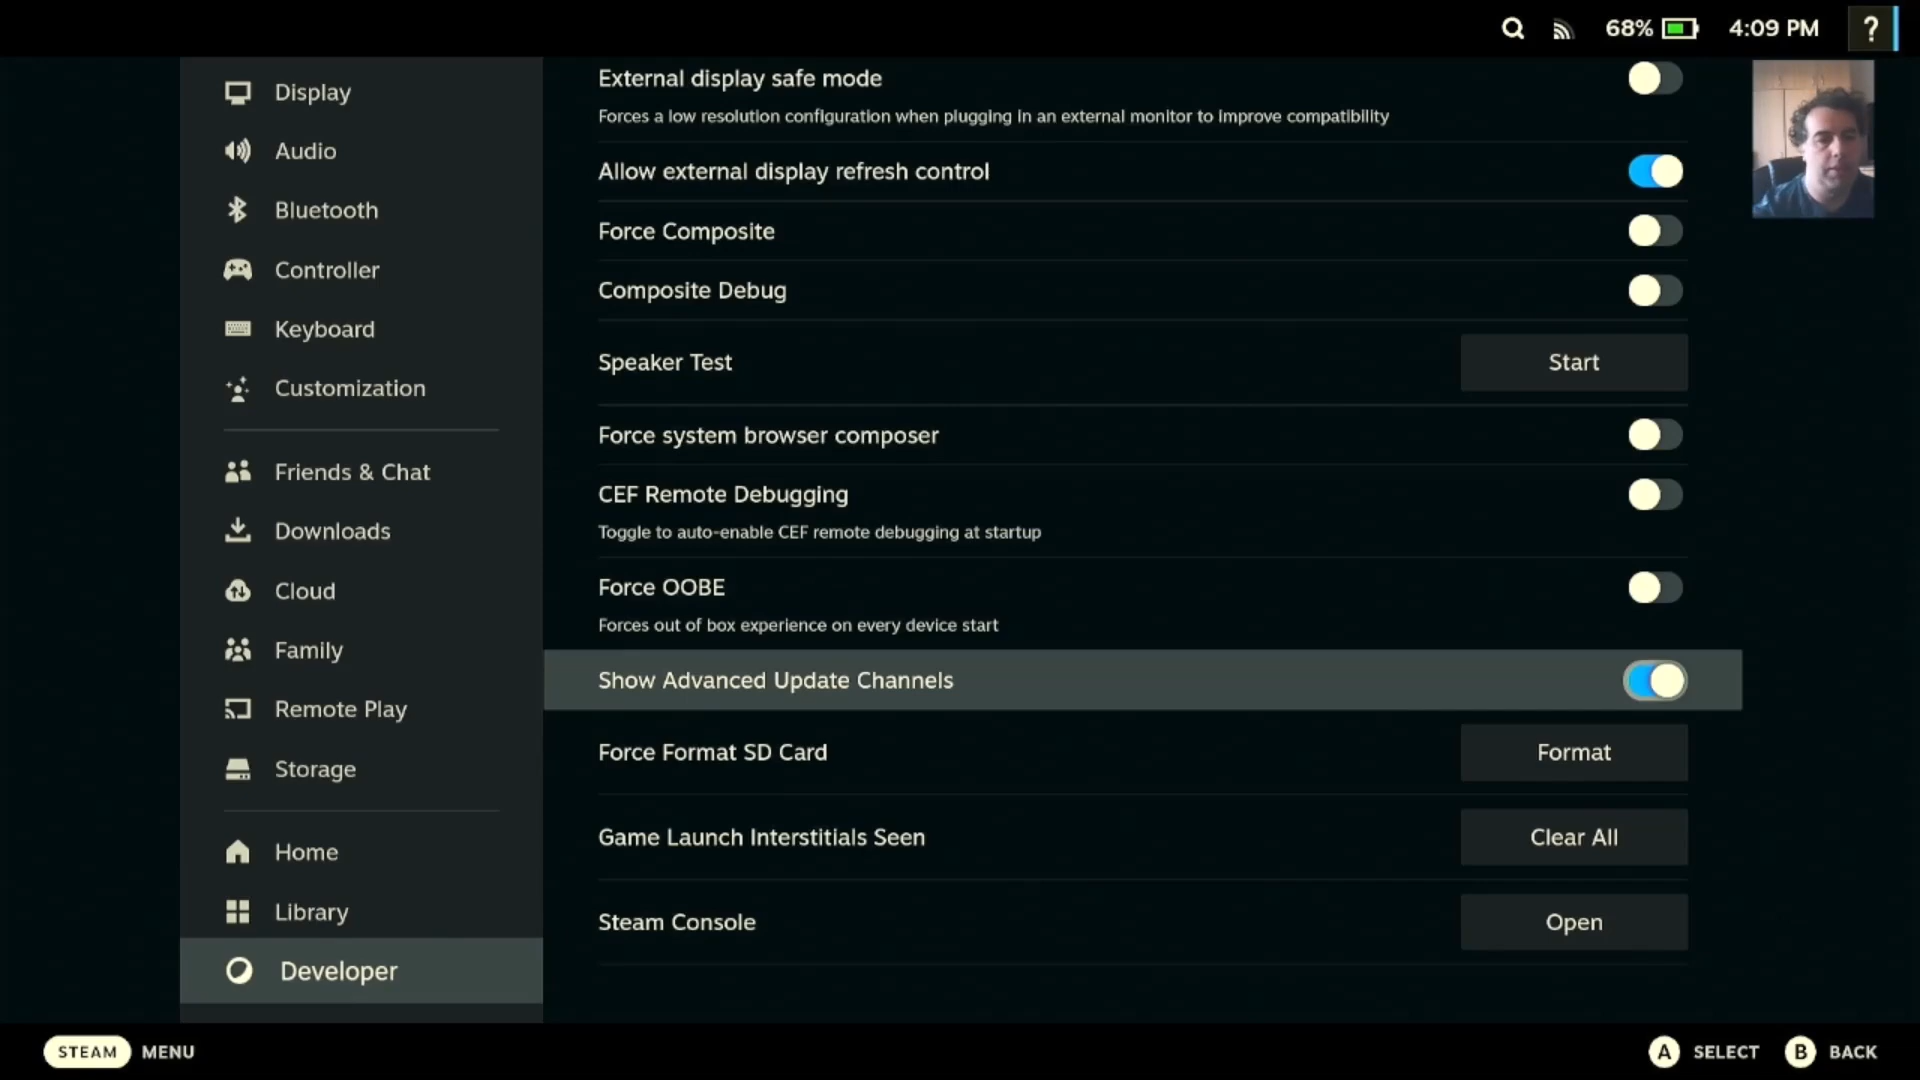 68% 4:09 PM ?
Display
Audio
Bluetooth
Controller
Keyboard
Customization
Friends & Chat
Downloads
Cloud
Family
Remote Play
Storage
Home
Library
Developer
External display safe mode
Forces a low resolution configuration when plugging in an external monitor to improve compatibility
Allow external display refresh control
Force Composite
Composite Debug
Speaker Test Start
Force system browser composer
CEF Remote Debugging
Toggle to auto-enable CEF remote debugging at startup
Force OOBE
Forces out of box experience on every device start
Show Advanced Update Channels
Force Format SD Card Format
Game Launch Interstitials Seen Clear All
Steam Console Open
STEAM MENU A SELECT B BACK